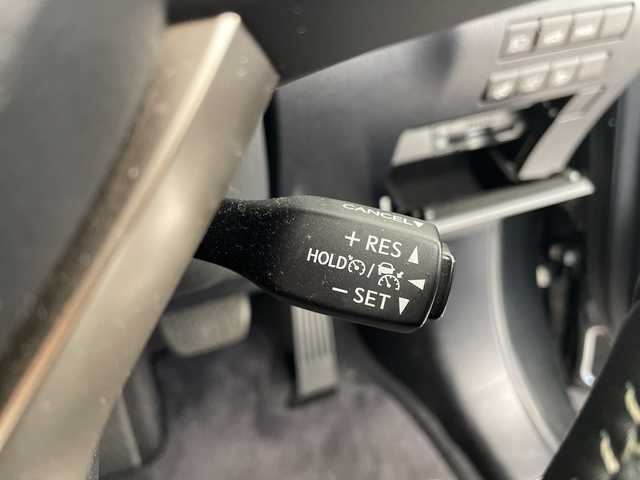 CANCEL▼
+ RES ▲
HOLD /
− SET ▼